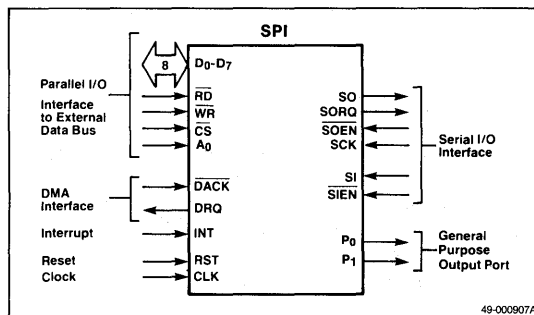 SPI
Parallel I/O
Interface
to External
Data Bus
8
D0-D7
RD
WR
CS
A0
DMA
Interface
DACK
DRQ
Interrupt
INT
Reset
RST
Clock
CLK
SO
SORQ
SOEN
SCK
SI
SIEN
Serial I/O
Interface
P0
P1
General
Purpose
Output Port
49-000907A